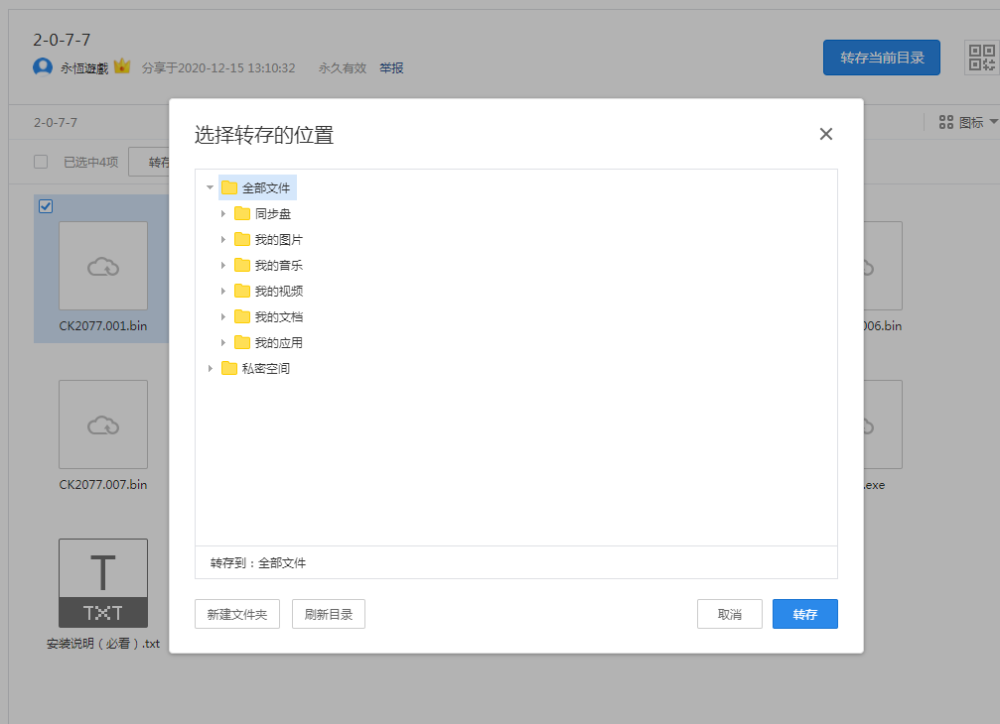 2-0-7-7
永恆遊戲 分享于2020-12-15 13:10:32 永久有效 举报
转存当前目录
2-0-7-7
图标
已选中4项 转存
选择转存的位置
全部文件
同步盘
我的图片
我的音乐
我的视频
我的文档
我的应用
私密空间
转存到：全部文件
新建文件夹 刷新目录 取消 转存
CK2077.001.bin
006.bin
CK2077.007.bin
.exe
T
TXT
安装说明（必看）.txt